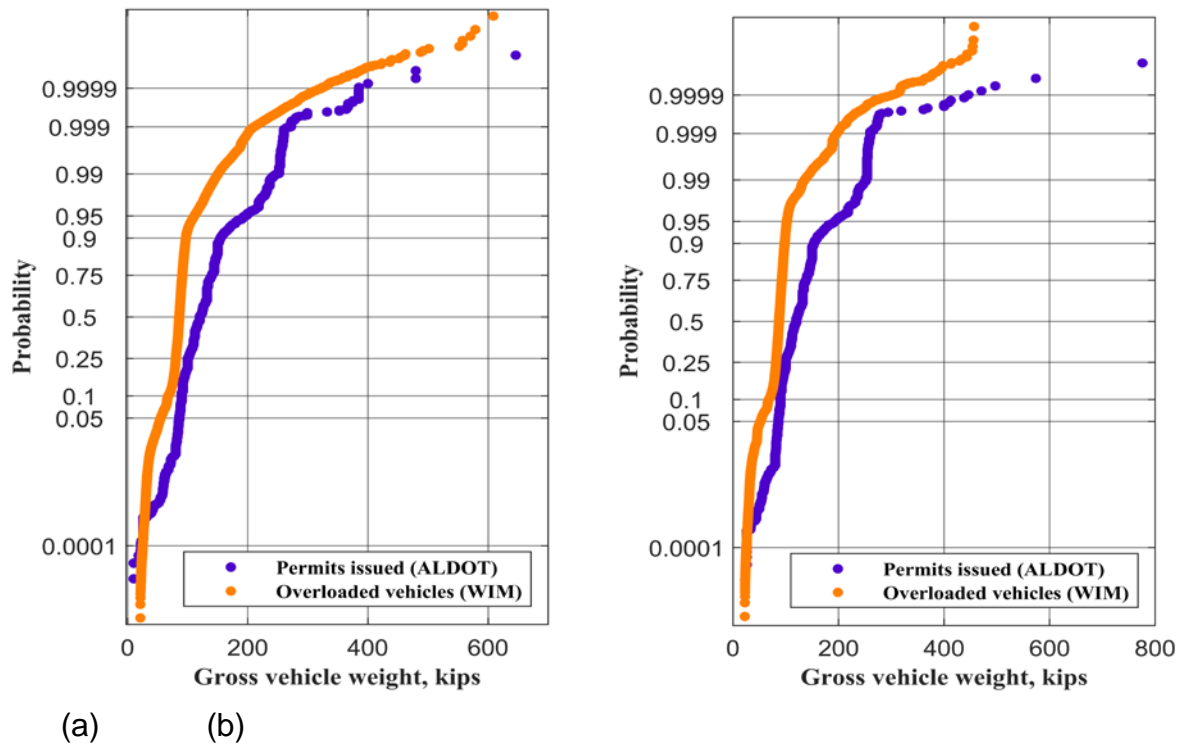 0.9999
0.999
0.99
0.95
0.9
0.75
0.5
0.25
0.1
0.05
0.0001
Probability
Permits issued (ALDOT)
Overloaded vehicles (WIM)
0 200 400 600
Gross vehicle weight, kips
0.9999
0.999
0.99
0.95
0.9
0.75
0.5
0.25
0.1
0.05
0.0001
Probability
Permits issued (ALDOT)
Overloaded vehicles (WIM)
0 200 400 600 800
Gross vehicle weight, kips
(a) (b)